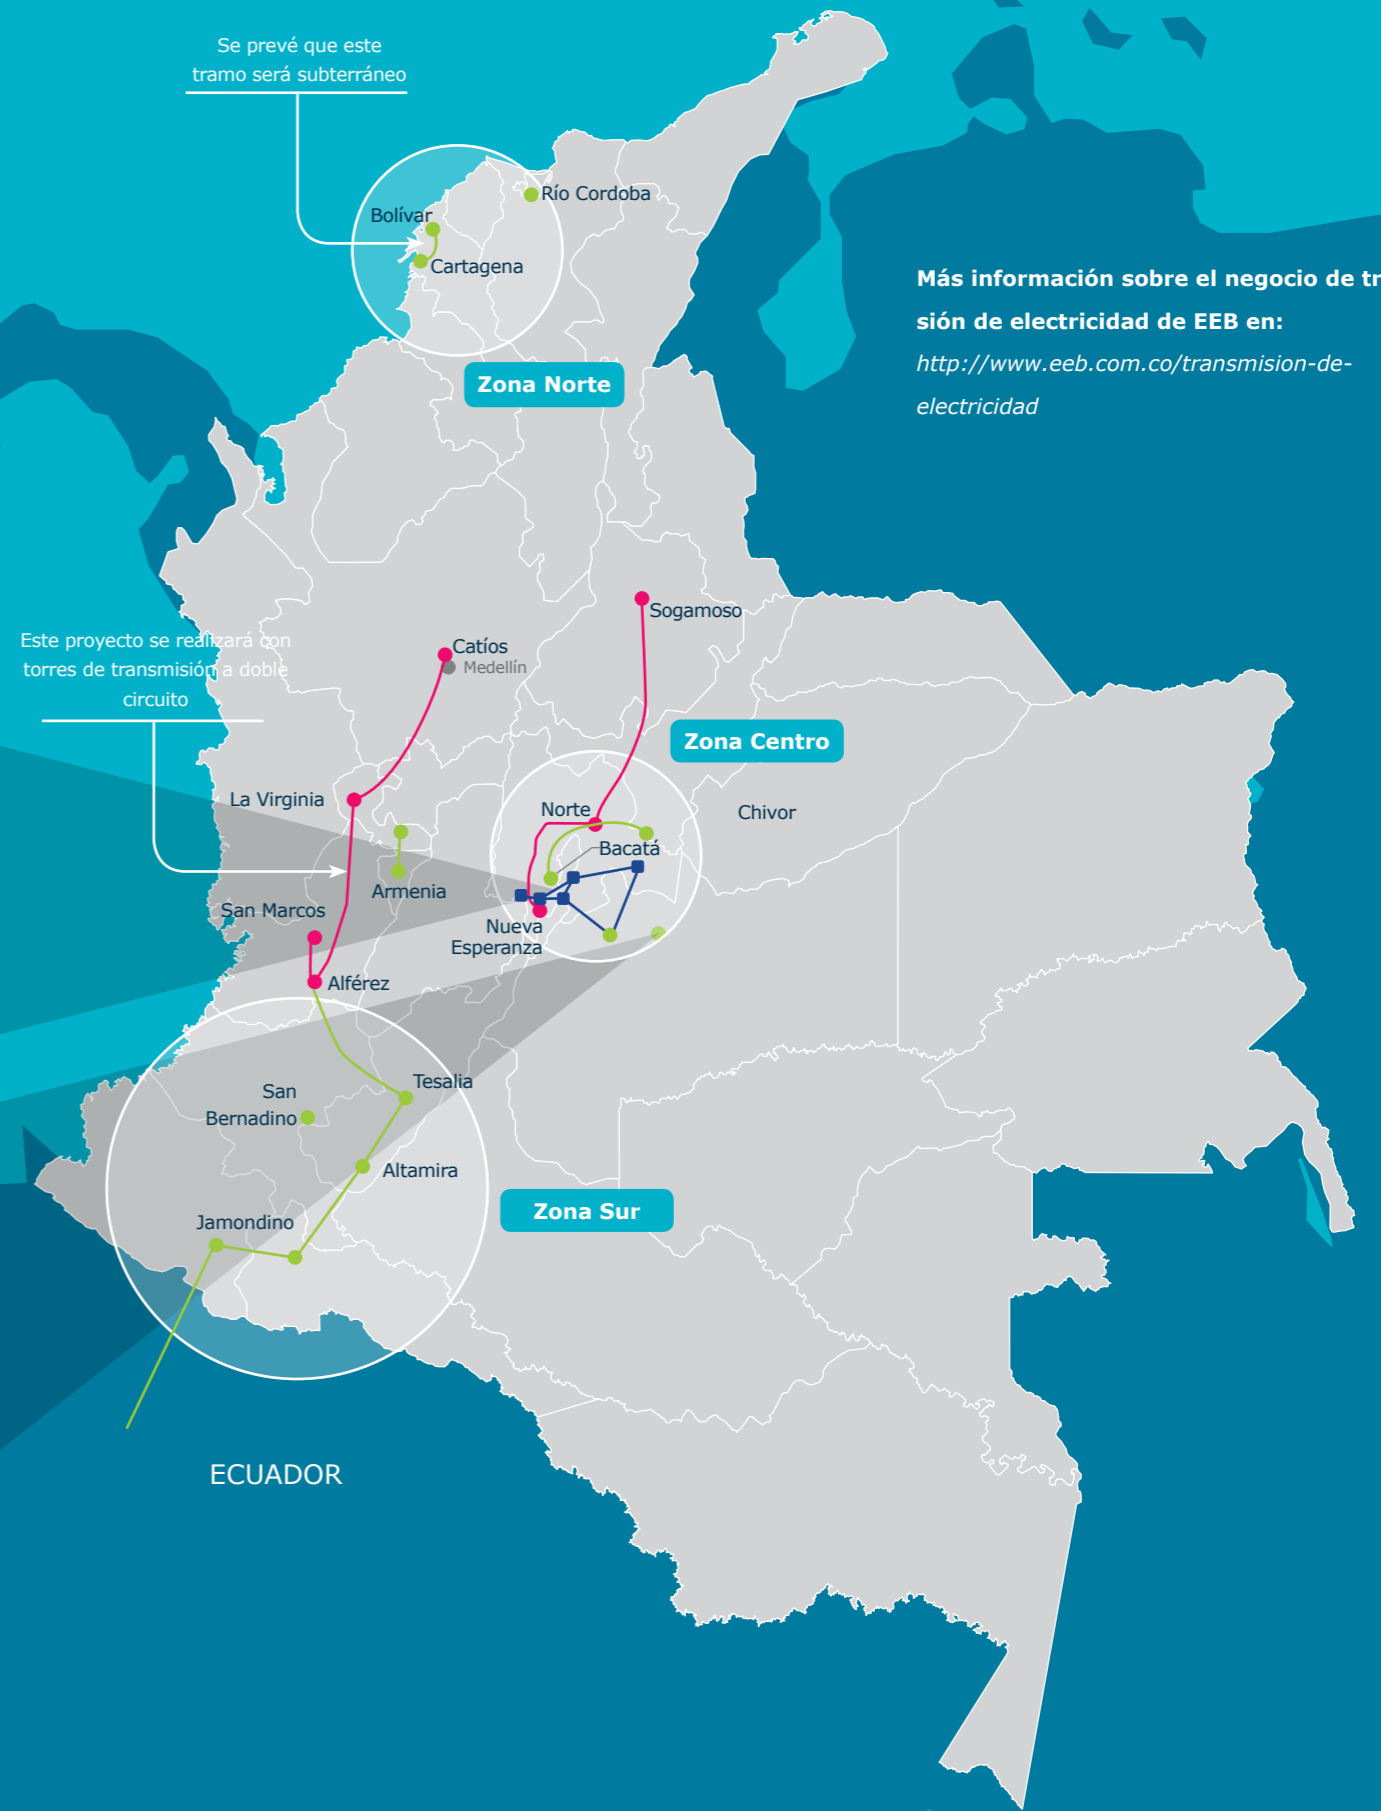 Se prevé que este
tramo será subterráneo
Río Cordoba
Bolívar
Cartagena
Más información sobre el negocio de tr
sión de electricidad de EEB en:
http://www.eeb.com.co/transmision-de-
electricidad
Zona Norte
Sogamoso
Este proyecto se realizará con
torres de transmisión a doble
circuito
Catíos
Medellín
Zona Centro
La Virginia
Norte
Chivor
Bacatá
Armenia
San Marcos
Nueva
Esperanza
Alférez
Tesalia
San
Bernadino
Altamira
Zona Sur
Jamondino
ECUADOR